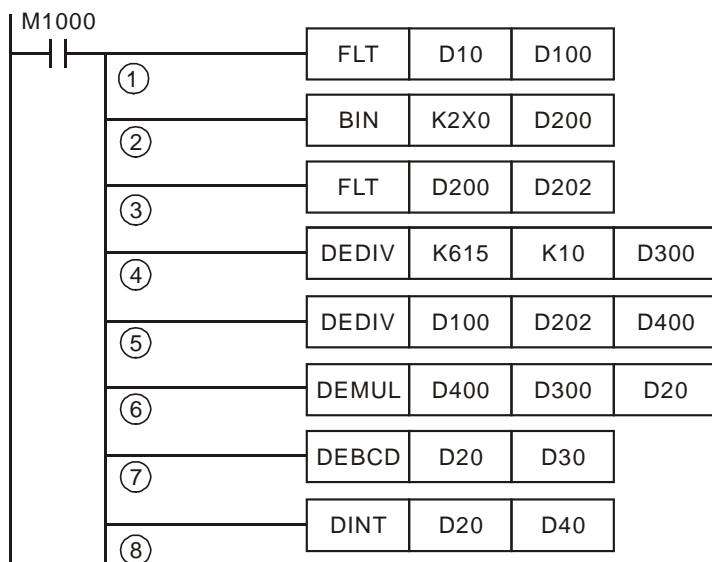 M1000
FLT D10 D100
①
BIN K2X0 D200
②
FLT D200 D202
③
DEDIV K615 K10 D300
④
DEDIV D100 D202 D400
⑤
DEMUL D400 D300 D20
⑥
DEBCD D20 D30
⑦
DINT D20 D40
⑧